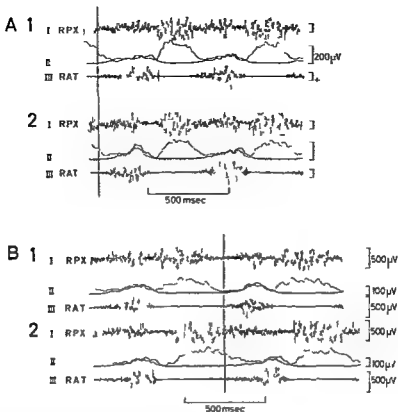 A 1 I RPX
II 200µV
III RAT +
2 I RPX
II
III RAT
500 msec
B 1 I RPX 500µV
II 100µV
III RAT 500µV
2 I RPX 500µV
II 100µV
III RAT 500µV
500msec